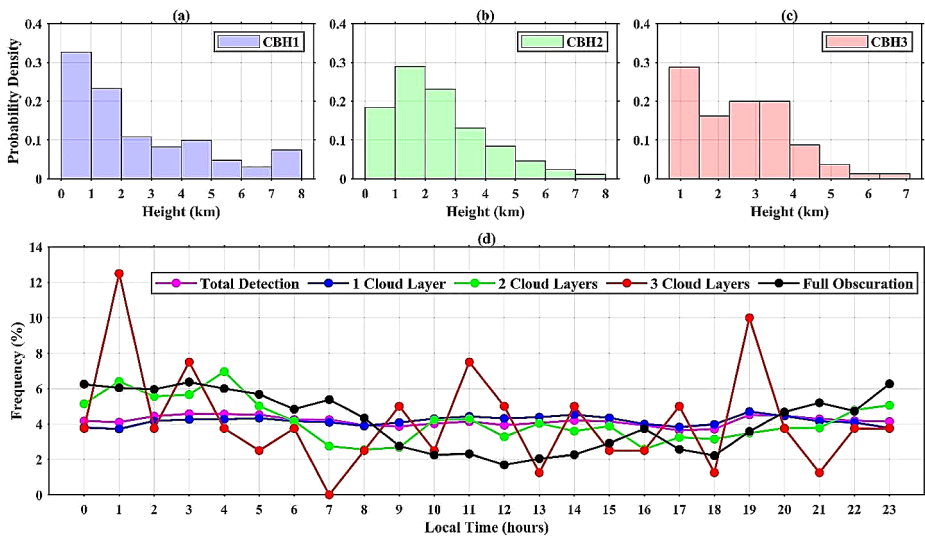 (a)
(b)
(c)
0.4
0.3
0.2
0.1
0
Probability Density
CBH1
0 1 2 3 4 5 6 7 8
Height (km)
0.4
0.3
0.2
0.1
0
CBH2
0 1 2 3 4 5 6 7 8
Height (km)
0.4
0.3
0.2
0.1
0
CBH3
1 2 3 4 5 6 7
Height (km)
(d)
14
12
10
8
6
4
2
0
Frequency (%)
Total Detection 1 Cloud Layer 2 Cloud Layers 3 Cloud Layers Full Obscuration
0 1 2 3 4 5 6 7 8 9 10 11 12 13 14 15 16 17 18 19 20 21 22 23
Local Time (hours)